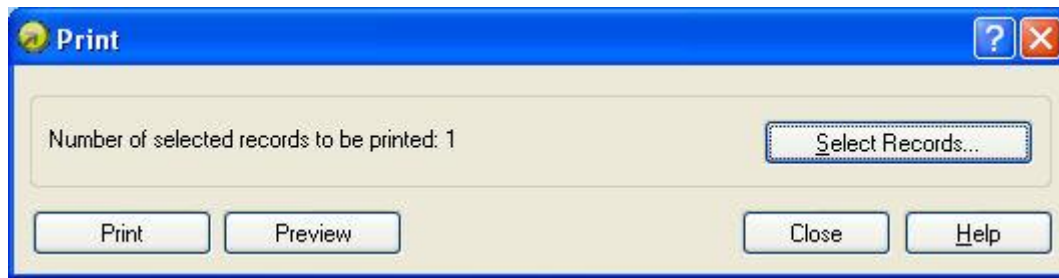 Print
Number of selected records to be printed: 1
Select Records...
Print Preview Close Help